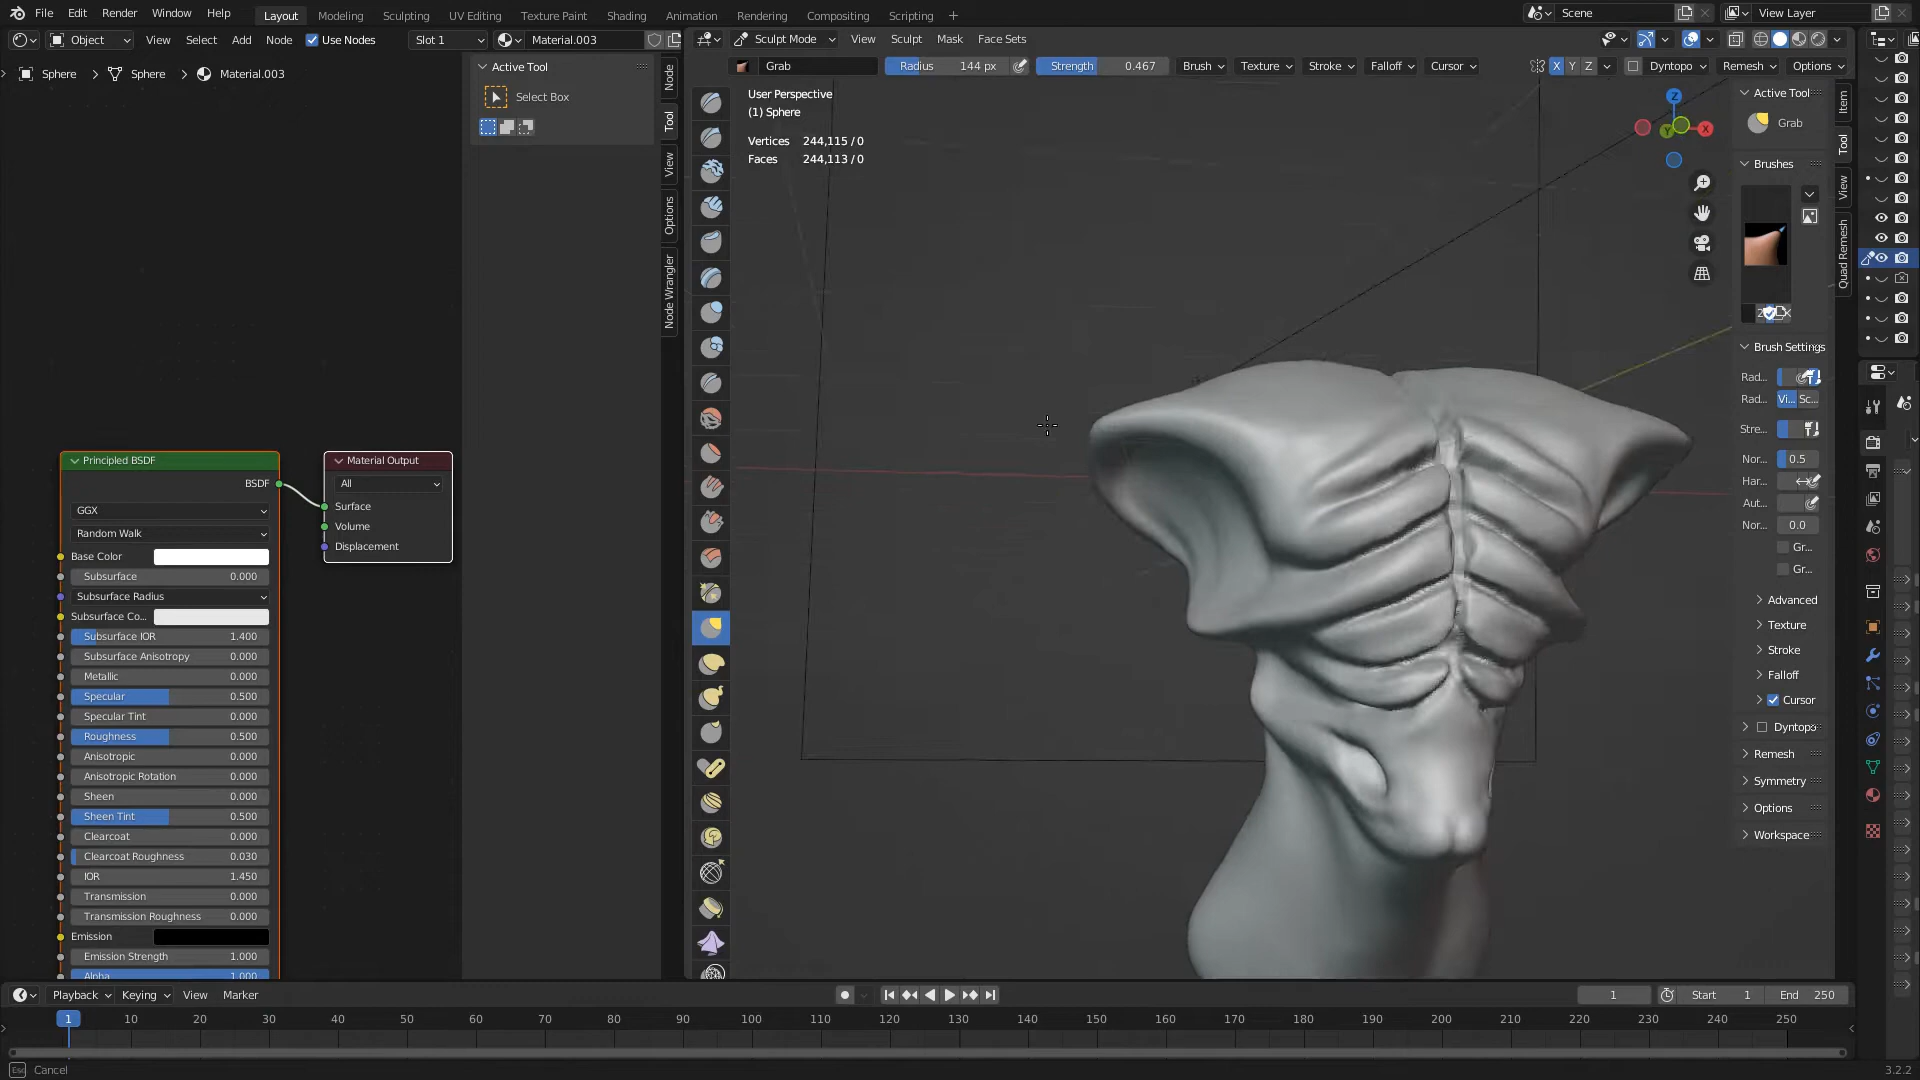 File Edit Render Window Help Layout Modeling Sculpting UV Editing Texture Paint Shading Animation Rendering Compositing Scripting + Scene View Layer
Object View Select Add Node Use Nodes Slot 1 Material.003 Sculpt Mode View Sculpt Mask Face Sets
Grab Radius 144 px Strength 0.467 Brush Texture Stroke Falloff Cursor X Y Z Dyntopo Remesh Options
Sphere Sphere Material.003
Active Tool
Select Box
Node
Tool
View
Options
Node Wrangler
User Perspective
(1) Sphere
Vertices 244,115 / 0
Faces 244,113 / 0
Z
Y
X
Active Tool
Grab
Brushes
Item
Tool
View
Quad Remesh
Brush Settings
Rad...
Rad... Vi... Sc...
Stre...
Nor... 0.5
Har...
Aut...
Nor... 0.0
Gr...
Gr...
Advanced
Texture
Stroke
Falloff
Cursor
Dyntopo
Remesh
Symmetry
Options
Workspace
Principled BSDF
BSDF
GGX
Random Walk
Base Color
Subsurface 0.000
Subsurface Radius
Subsurface Co...
Subsurface IOR 1.400
Subsurface Anisotropy 0.000
Metallic 0.000
Specular 0.500
Specular Tint 0.000
Roughness 0.500
Anisotropic 0.000
Anisotropic Rotation 0.000
Sheen 0.000
Sheen Tint 0.500
Clearcoat 0.000
Clearcoat Roughness 0.030
IOR 1.450
Transmission 0.000
Transmission Roughness 0.000
Emission
Emission Strength 1.000
Alpha 1.000
Material Output
All
Surface
Volume
Displacement
Playback Keying View Marker 1 Start 1 End 250
1 10 20 30 40 50 60 70 80 90 100 110 120 130 140 150 160 170 180 190 200 210 220 230 240 250
Esc Cancel 3.2.2